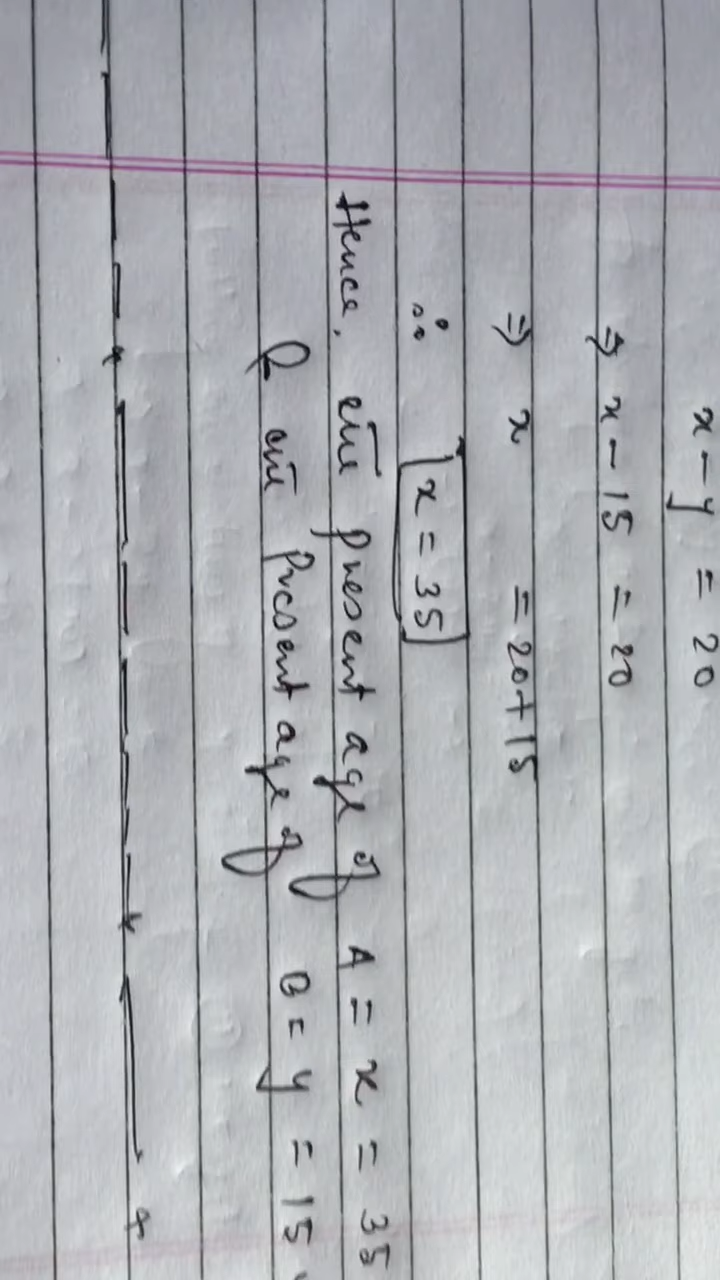 x - y = 20
⇒ x - 15 = 20
⇒ x = 20 + 15
∴ x = 35
Hence, the present age of A = x = 35
& the present age of B = y = 15